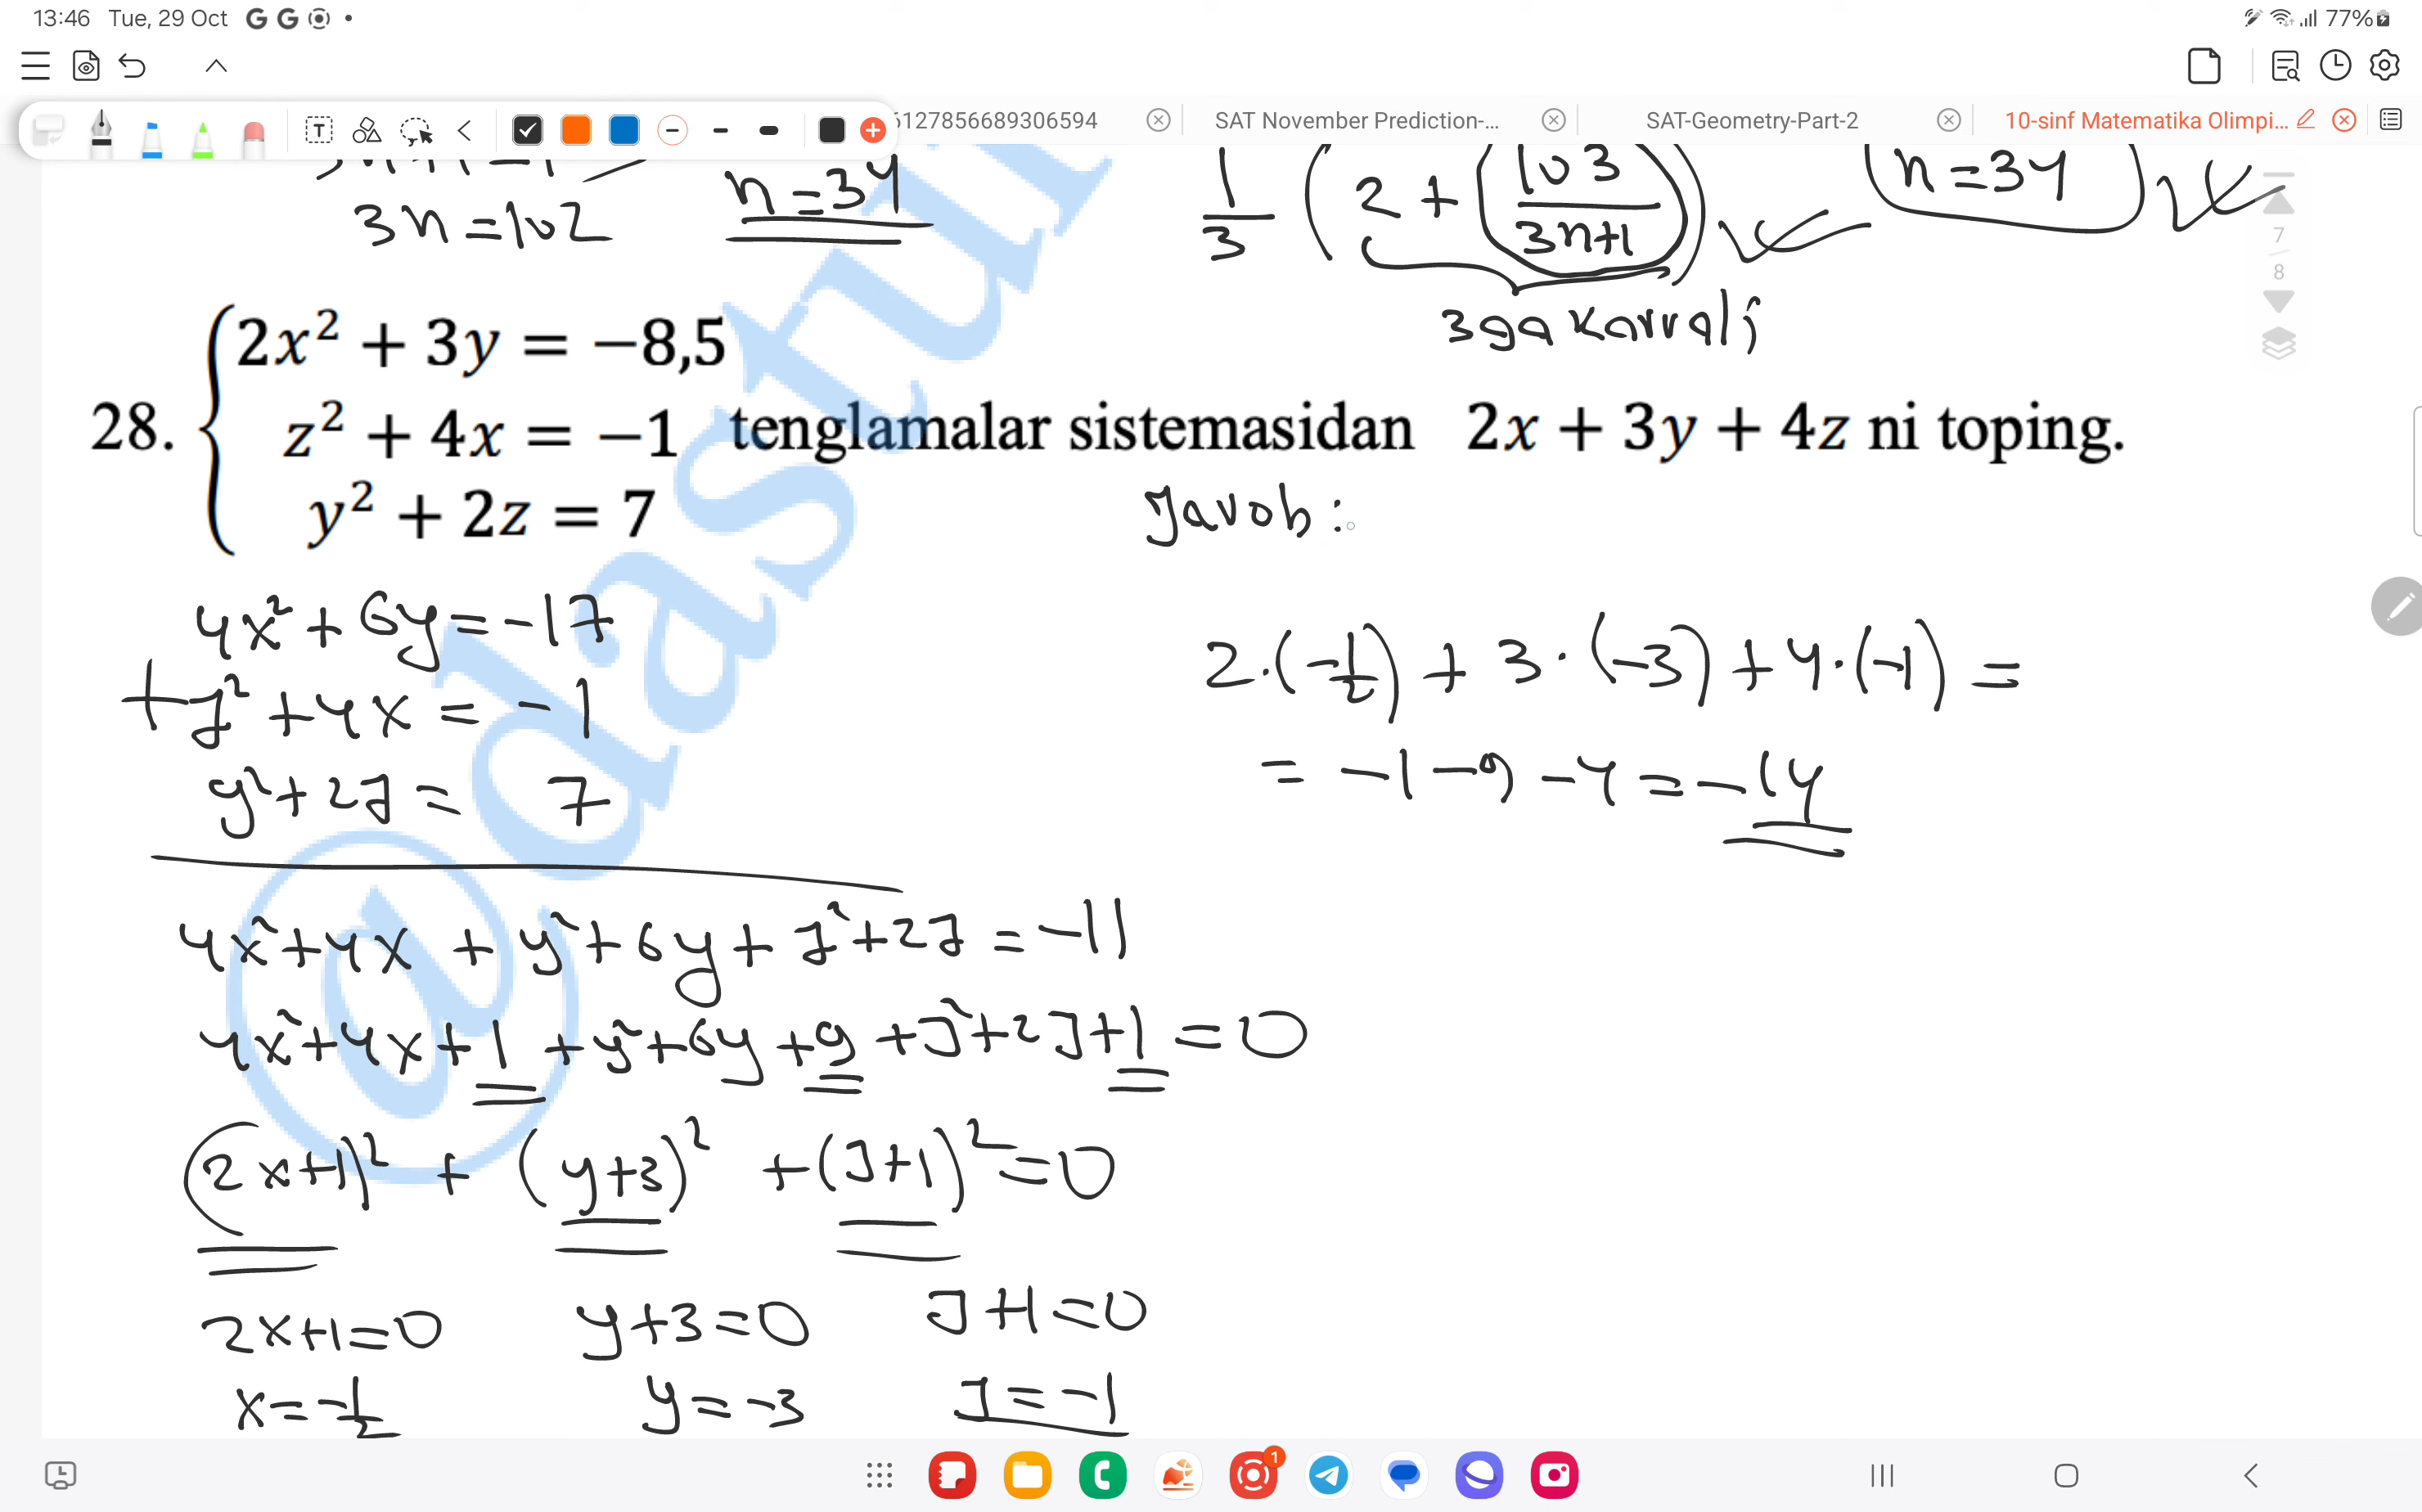 13:46 Tue, 29 Oct G G 77%
T 6127856689306594 SAT November Prediction-... SAT-Geometry-Part-2 10-sinf Matematika Olimpi...
3n=102 n=34
1/3 (2 + 103/(3n+1)) n=34
7
8
3ga karrali
28. { 2x² + 3y = −8,5
z² + 4x = −1 tenglamalar sistemasidan 2x + 3y + 4z ni toping.
y² + 2z = 7
Javob:
4x²+6y=-17
+ z²+4x=-1
y²+2z= 7
2·(-1/2)+3·(-3)+4·(-1)=
= -1-9-4=-14
4x²+4x+y²+6y+z²+2z=-11
4x²+4x+1+y²+6y+9+z²+2z+1=0
(2x+1)²+(y+3)²+(z+1)²=0
2x+1=0 y+3=0 z+1=0
x=-1/2 y=-3 z=-1
1